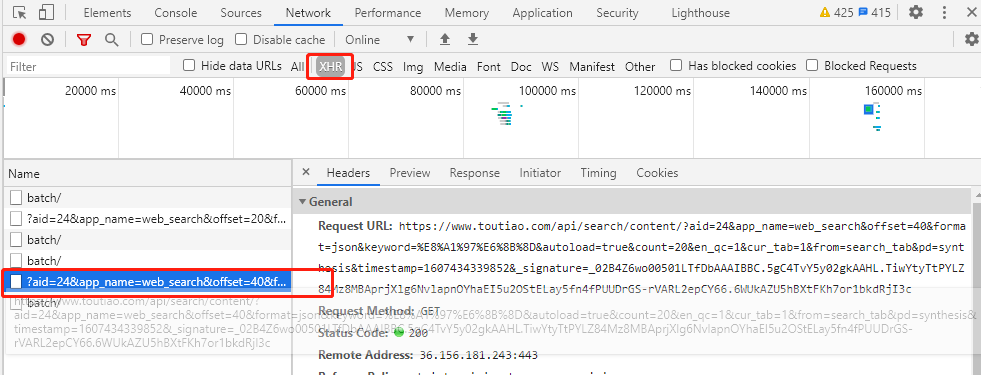 Elements Console Sources Network Performance Memory Application Security Lighthouse 425 415
Preserve log Disable cache Online
Filter Hide data URLs All XHR JS CSS Img Media Font Doc WS Manifest Other Has blocked cookies Blocked Requests
20000 ms 40000 ms 60000 ms 80000 ms 100000 ms 120000 ms 140000 ms 160000 ms
Name
batch/
?aid=24&app_name=web_search&offset=20&f...
batch/
batch/
?aid=24&app_name=web_search&offset=40&f...
batch/
× Headers Preview Response Initiator Timing Cookies
General
Request URL: https://www.toutiao.com/api/search/content/?aid=24&app_name=web_search&offset=40&forma
t=json&keyword=%E8%A1%97%E6%8B%8D&autoload=true&count=20&en_qc=1&cur_tab=1&from=search_tab&pd=synt
hesis&timestamp=1607434339852&_signature=_02B4Z6wo00501LTfDbAAAIBBC.5gC4TvY5y02gkAAHL.TiwYtyTtPYLZ
84Mz8MBAprjXlg6NvlapnOYhaEI5u2OStELay5fn4fPUUDrGS-rVARL2epCY66.6WUkAZU5hBXtFKh7or1bkdRjI3c
Request Method: GET
Status Code: 200
Remote Address: 36.156.181.243:443
https://www.toutiao.com/api/search/content/?
aid=24&app_name=web_search&offset=40&format=json&keyword=%E8%A1%97%E6%8B%8D&autoload=true&count=20&en_qc=1&cur_tab=1&from=search_tab&pd=synthesis&
timestamp=1607434339852&_signature=_02B4Z6wo00501LTfDbAAAIBBC.5gC4TvY5y02gkAAHL.TiwYtyTtPYLZ84Mz8MBAprjXlg6NvlapnOYhaEI5u2OStELay5fn4fPUUDrGS-
rVARL2epCY66.6WUkAZU5hBXtFKh7or1bkdRjI3c